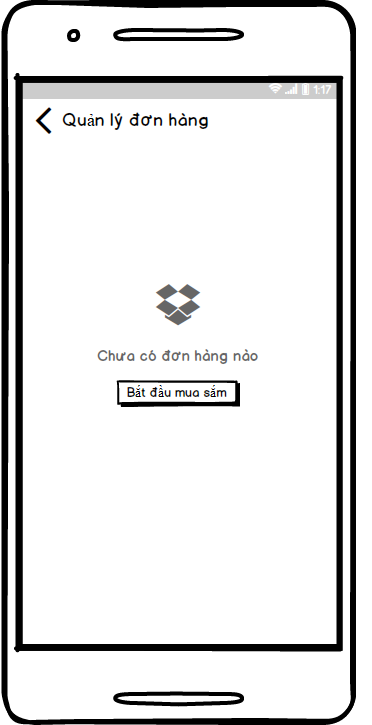 1:17
Quản lý đơn hàng
Chưa có đơn hàng nào
Bắt đầu mua sắm